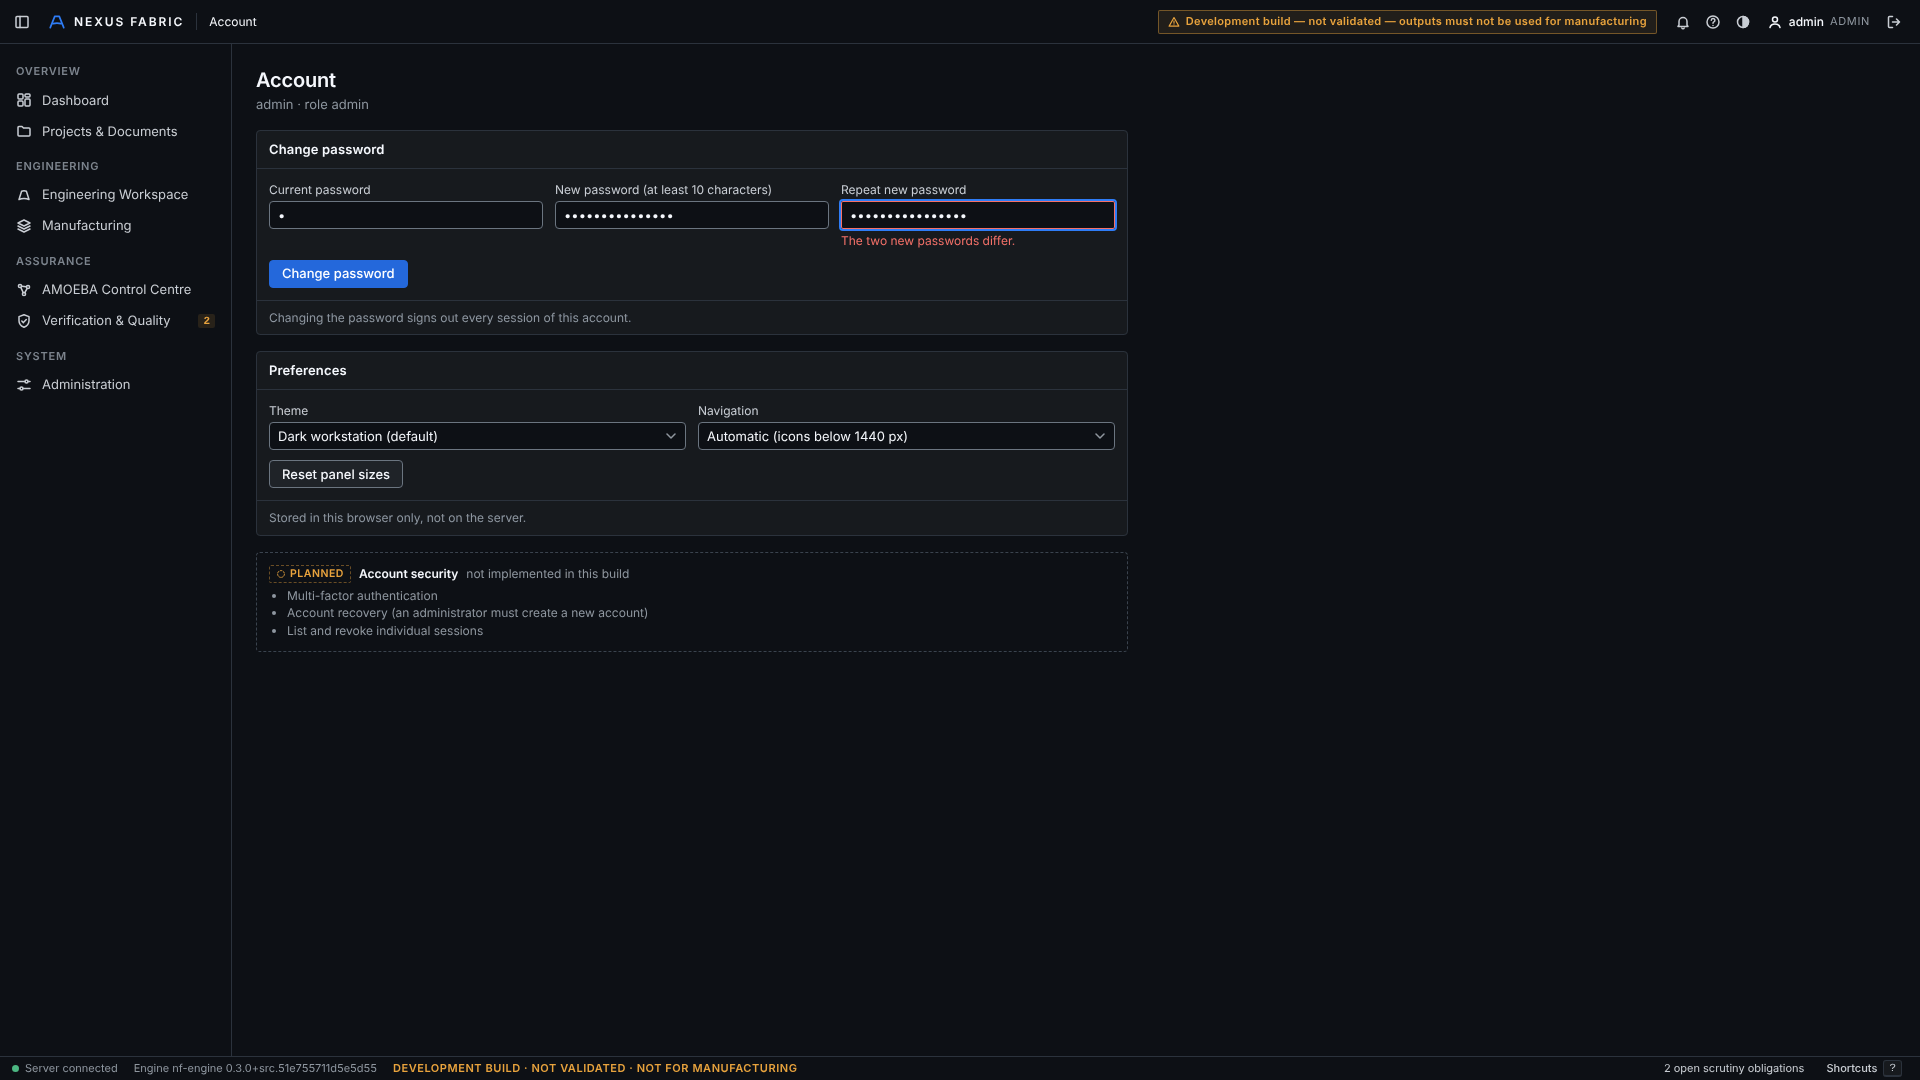 NEXUS FABRIC
Account
Development build — not validated — outputs must not be used for manufacturing
admin ADMIN
OVERVIEW
Dashboard
Projects & Documents
ENGINEERING
Engineering Workspace
Manufacturing
ASSURANCE
AMOEBA Control Centre
Verification & Quality 2
SYSTEM
Administration
Account
admin · role admin
Change password
Current password
New password (at least 10 characters)
Repeat new password
•
••••••••••••••
••••••••••••••••
The two new passwords differ.
Change password
Changing the password signs out every session of this account.
Preferences
Theme
Navigation
Dark workstation (default)
Automatic (icons below 1440 px)
Reset panel sizes
Stored in this browser only, not on the server.
PLANNED Account security not implemented in this build
• Multi-factor authentication
• Account recovery (an administrator must create a new account)
• List and revoke individual sessions
Server connected
Engine nf-engine 0.3.0+src.51e755711d5e5d55
DEVELOPMENT BUILD · NOT VALIDATED · NOT FOR MANUFACTURING
2 open scrutiny obligations
Shortcuts ?